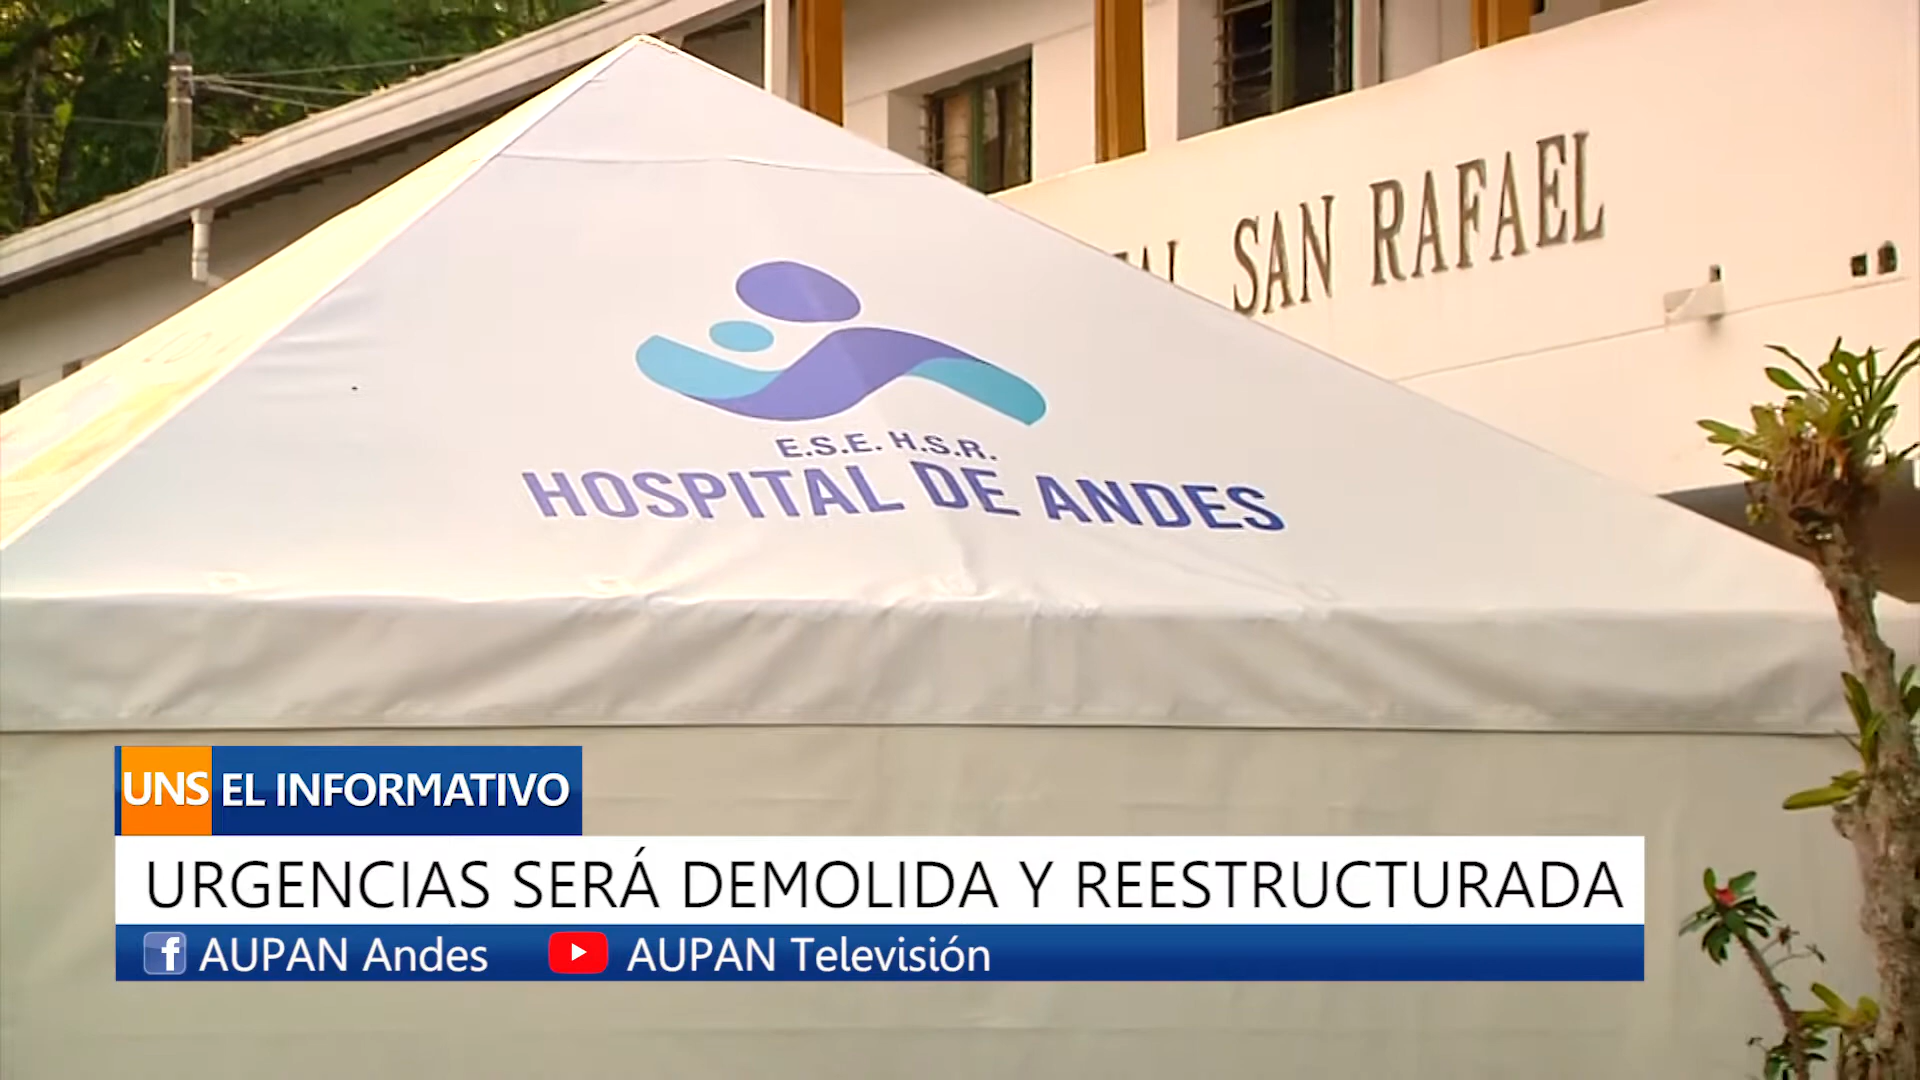 SAN RAFAEL
E.S.E. H.S.R.
HOSPITAL DE ANDES
UNS EL INFORMATIVO
URGENCIAS SERÁ DEMOLIDA Y REESTRUCTURADA
AUPAN Andes AUPAN Televisión